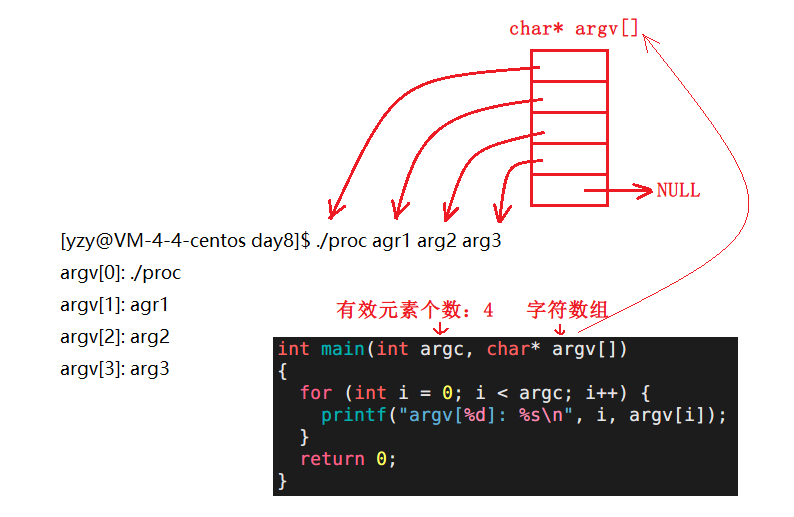 char* argv[]
NULL
[yzy@VM-4-4-centos day8]$ ./proc agr1 arg2 arg3
argv[0]: ./proc
argv[1]: agr1
argv[2]: arg2
argv[3]: arg3
有效元素个数：4 字符数组
int main(int argc, char* argv[])
{
  for (int i = 0; i < argc; i++) {
    printf("argv[%d]: %s\n", i, argv[i]);
  }
  return 0;
}